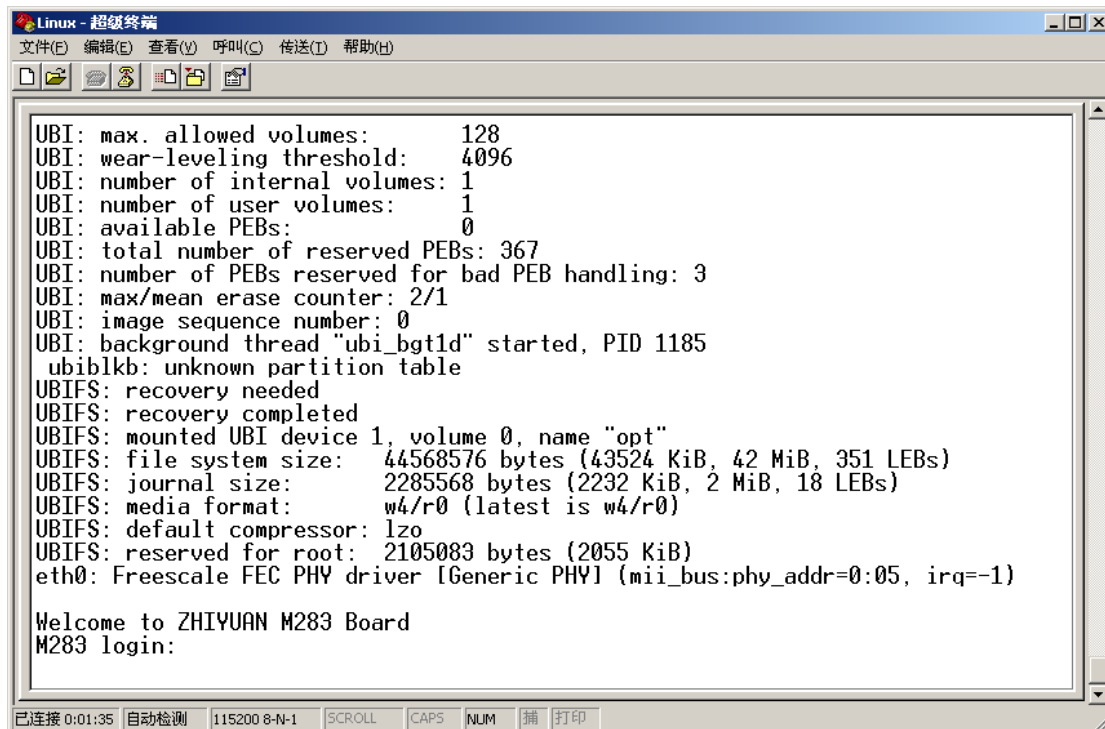 Linux - 超级终端
文件(F) 编辑(E) 查看(V) 呼叫(C) 传送(T) 帮助(H)
UBI: max. allowed volumes:        128
UBI: wear-leveling threshold:     4096
UBI: number of internal volumes: 1
UBI: number of user volumes:      1
UBI: available PEBs:              0
UBI: total number of reserved PEBs: 367
UBI: number of PEBs reserved for bad PEB handling: 3
UBI: max/mean erase counter: 2/1
UBI: image sequence number: 0
UBI: background thread "ubi_bgt1d" started, PID 1185
 ubiblkb: unknown partition table
UBIFS: recovery needed
UBIFS: recovery completed
UBIFS: mounted UBI device 1, volume 0, name "opt"
UBIFS: file system size:   44568576 bytes (43524 KiB, 42 MiB, 351 LEBs)
UBIFS: journal size:       2285568 bytes (2232 KiB, 2 MiB, 18 LEBs)
UBIFS: media format:       w4/r0 (latest is w4/r0)
UBIFS: default compressor: lzo
UBIFS: reserved for root:  2105083 bytes (2055 KiB)
eth0: Freescale FEC PHY driver [Generic PHY] (mii_bus:phy_addr=0:05, irq=-1)
Welcome to ZHIYUAN M283 Board
M283 login:
已连接 0:01:35 自动检测 115200 8-N-1 SCROLL CAPS NUM 捕 打印